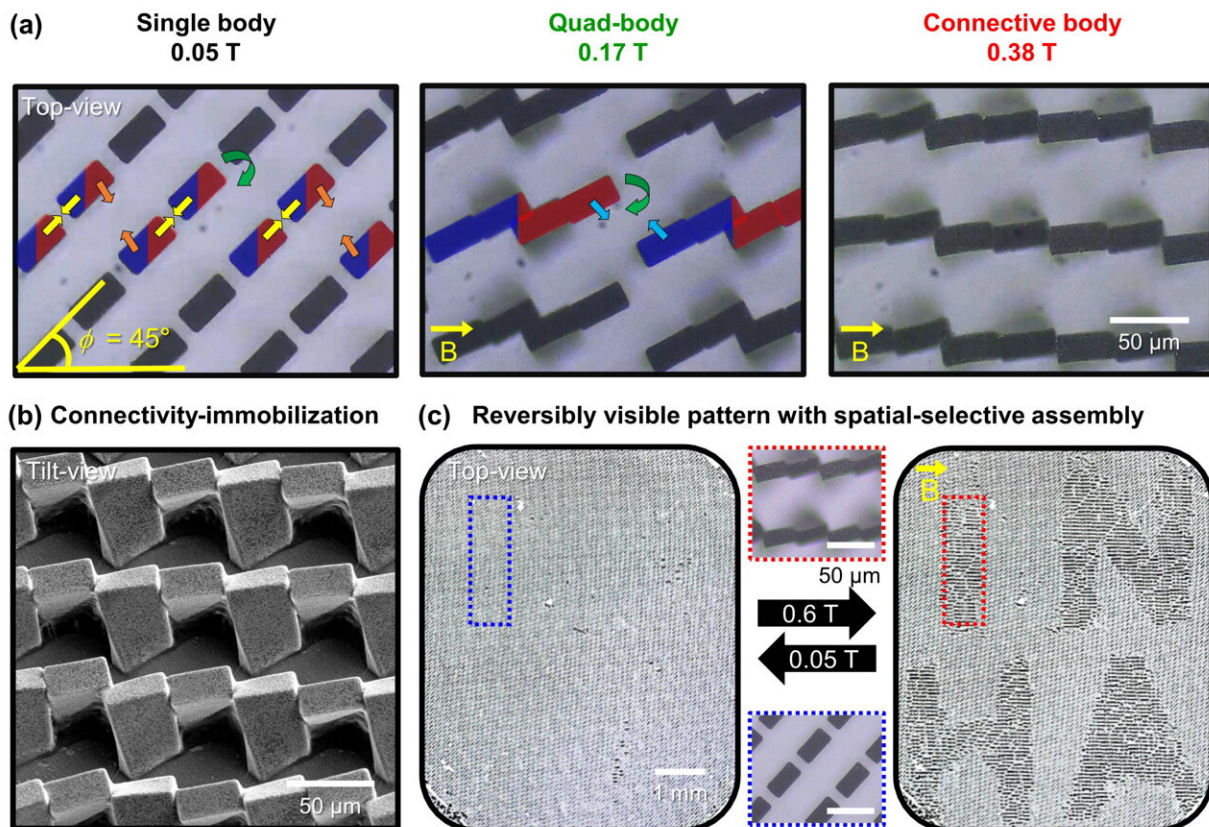 (a)
Single body
0.05 T
Quad-body
0.17 T
Connective body
0.38 T
Top-view
ϕ = 45°
B
B
50 µm
(b) Connectivity-immobilization
(c) Reversibly visible pattern with spatial-selective assembly
Tilt-view
50 µm
Top-view
1 mm
50 µm
0.6 T
0.05 T
B